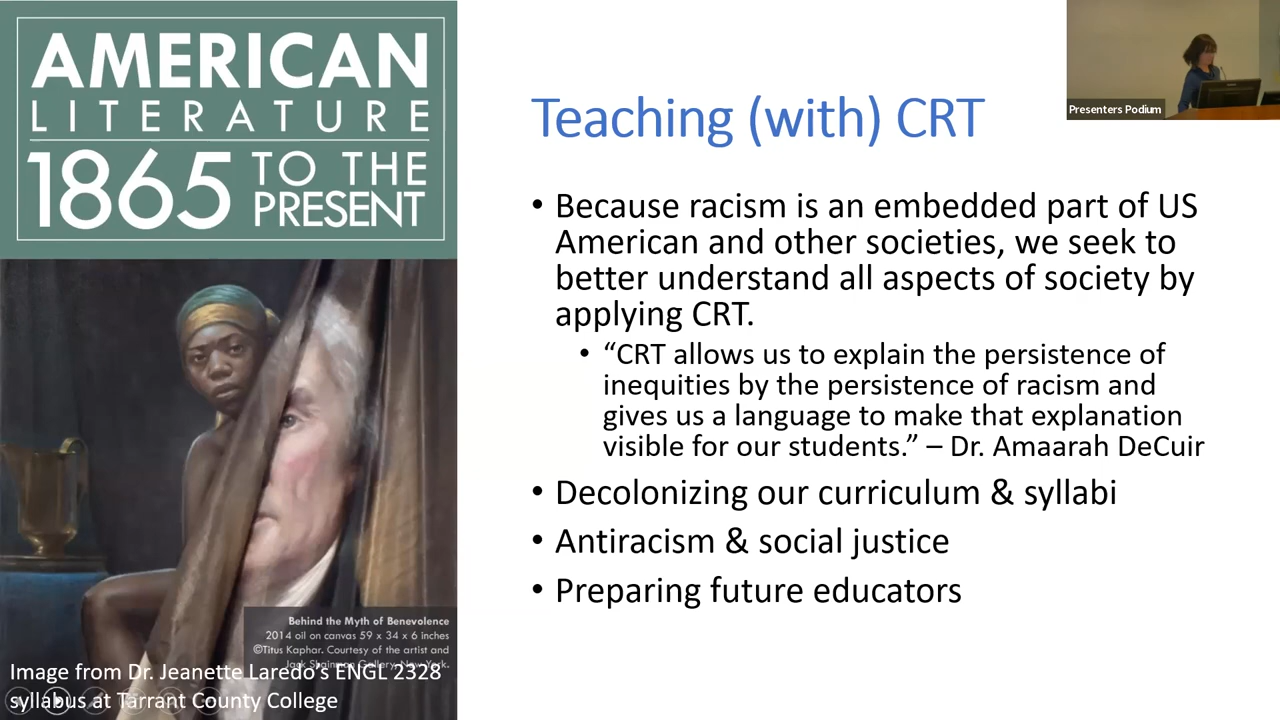 AMERICAN
LITERATURE
1865 TO THE
PRESENT
Behind the Myth of Benevolence
2014 oil on canvas 59 x 34 x 6 inches
©Titus Kaphar. Courtesy of the artist and
Jack Shainman Gallery, New York.
Image from Dr. Jeanette Laredo's ENGL 2328
syllabus at Tarrant County College
Teaching (with) CRT
• Because racism is an embedded part of US
American and other societies, we seek to
better understand all aspects of society by
applying CRT.
• “CRT allows us to explain the persistence of
inequities by the persistence of racism and
gives us a language to make that explanation
visible for our students.” – Dr. Amaarah DeCuir
• Decolonizing our curriculum & syllabi
• Antiracism & social justice
• Preparing future educators
Presenters Podium